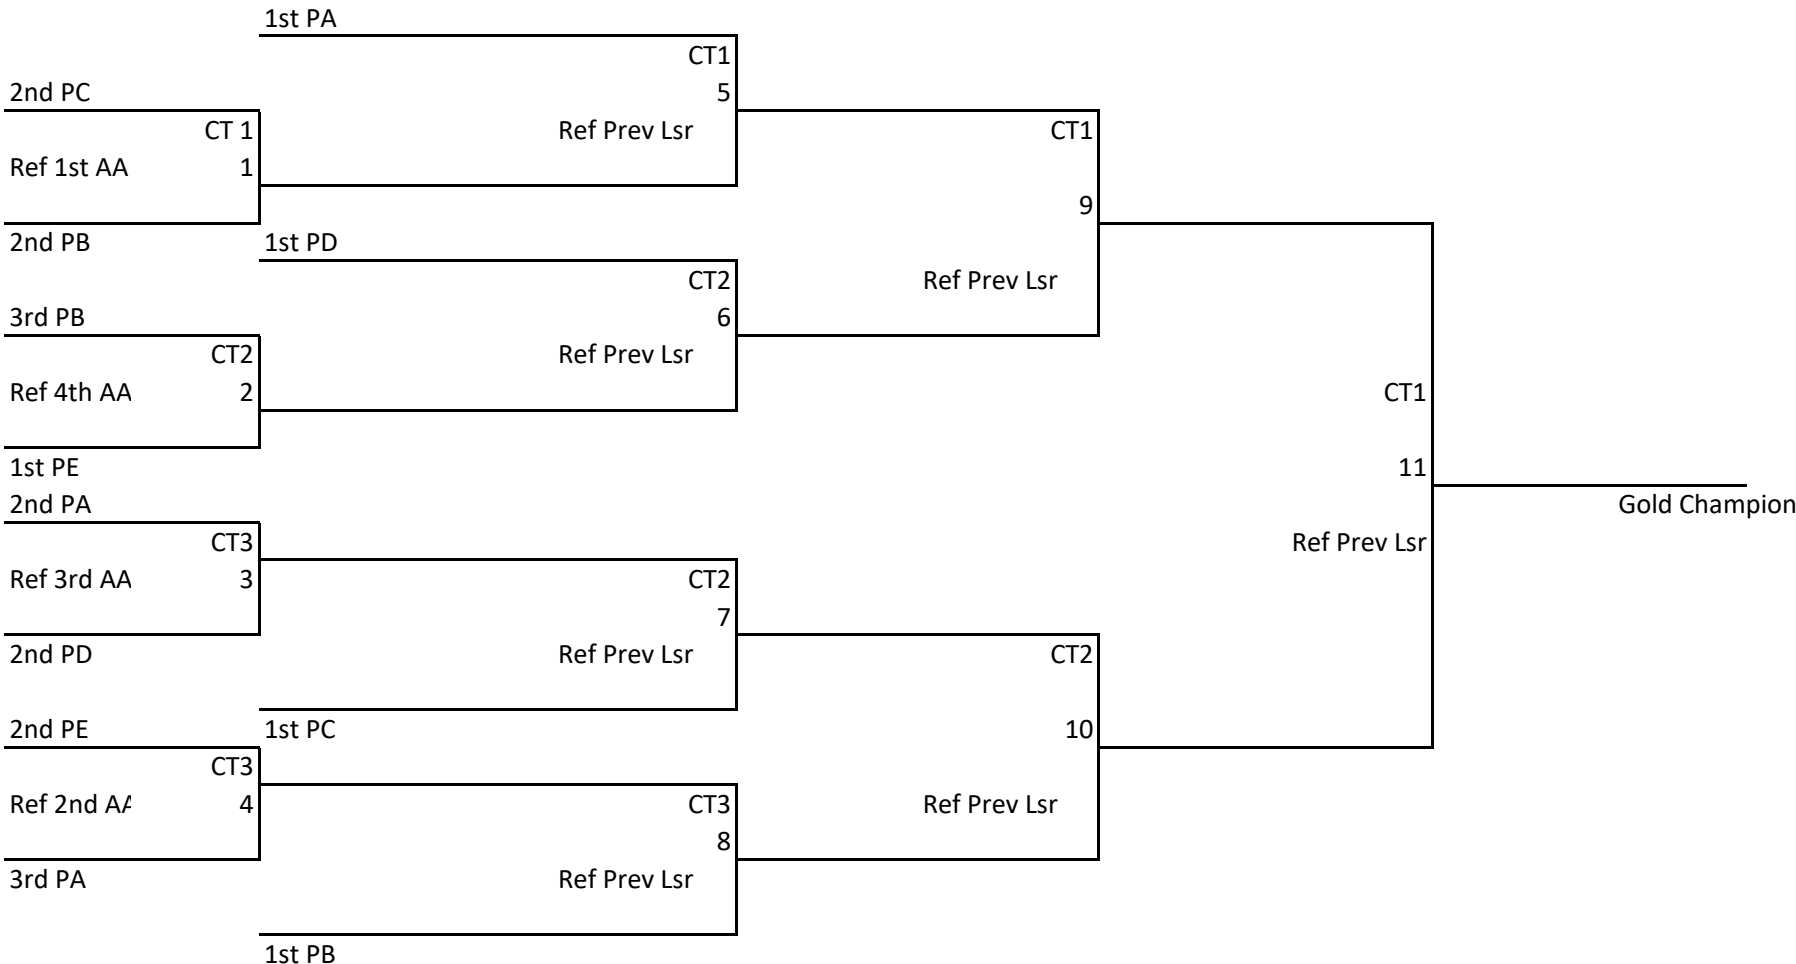 1st PA
CT1
2nd PC
5
CT 1
Ref Prev Lsr
CT1
Ref 1st AA
1
9
2nd PB
1st PD
CT2
Ref Prev Lsr
3rd PB
6
CT2
Ref Prev Lsr
Ref 4th AA
2
CT1
1st PE
11
2nd PA
Gold Champion
CT3
Ref Prev Lsr
Ref 3rd AA
3
CT2
7
2nd PD
Ref Prev Lsr
CT2
2nd PE
1st PC
10
CT3
Ref 2nd AA
4
CT3
Ref Prev Lsr
8
3rd PA
Ref Prev Lsr
1st PB